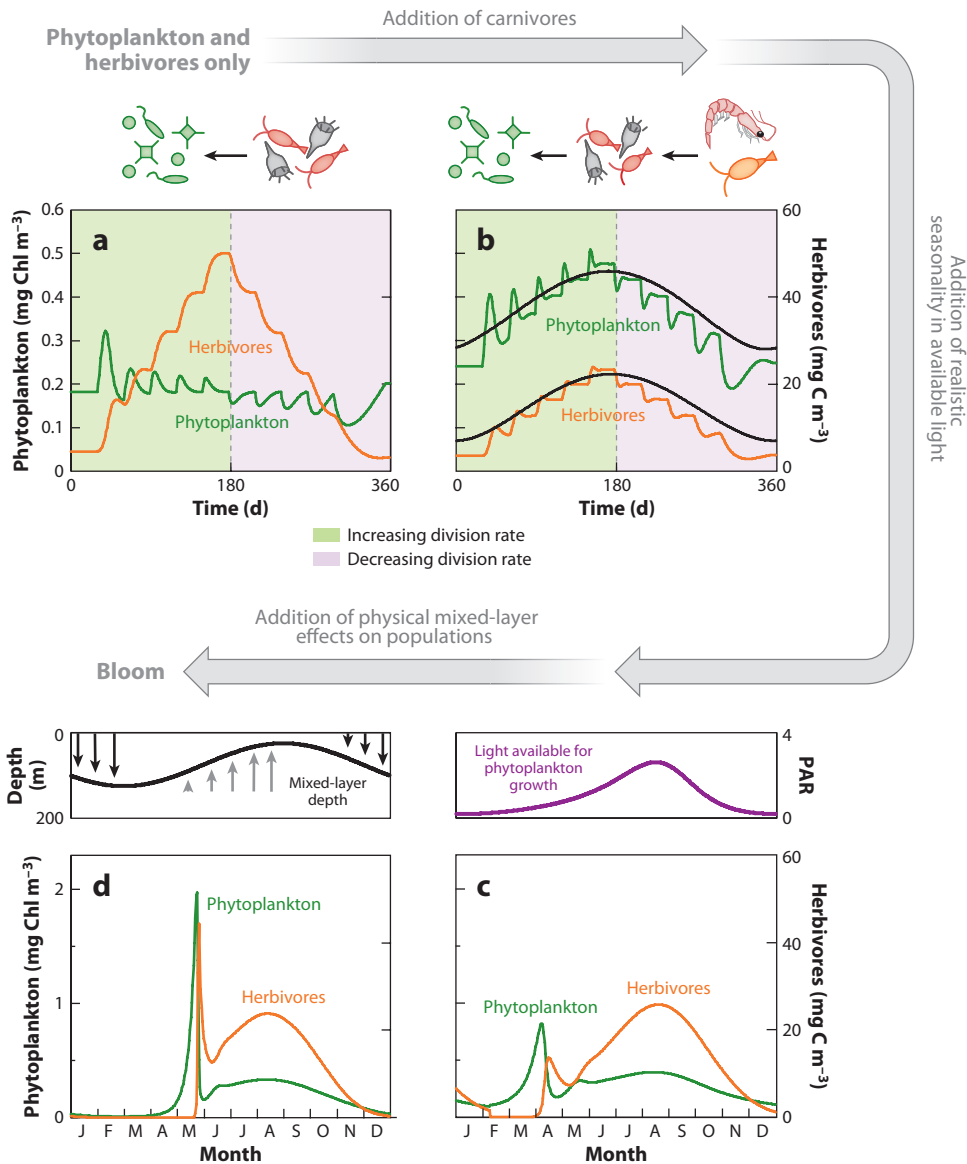 Addition of carnivores
Phytoplankton and
herbivores only
Addition of realistic
seasonality in available light
a
Phytoplankton (mg Chl m⁻³)
0.6
0.5
0.4
0.3
0.2
0.1
0
Herbivores
Phytoplankton
0
180
360
Time (d)
b
Phytoplankton
Herbivores
60
40
20
0
Herbivores (mg C m⁻³)
0
180
360
Time (d)
Increasing division rate
Decreasing division rate
Addition of physical mixed-layer
effects on populations
Bloom
Depth
(m)
0
200
Mixed-layer
depth
Light available for
phytoplankton
growth
4
0
PAR
d
Phytoplankton (mg Chl m⁻³)
2
1
0
Phytoplankton
Herbivores
J F M A M J J A S O N D
Month
c
Phytoplankton
Herbivores
60
40
20
0
Herbivores (mg C m⁻³)
J F M A M J J A S O N D
Month